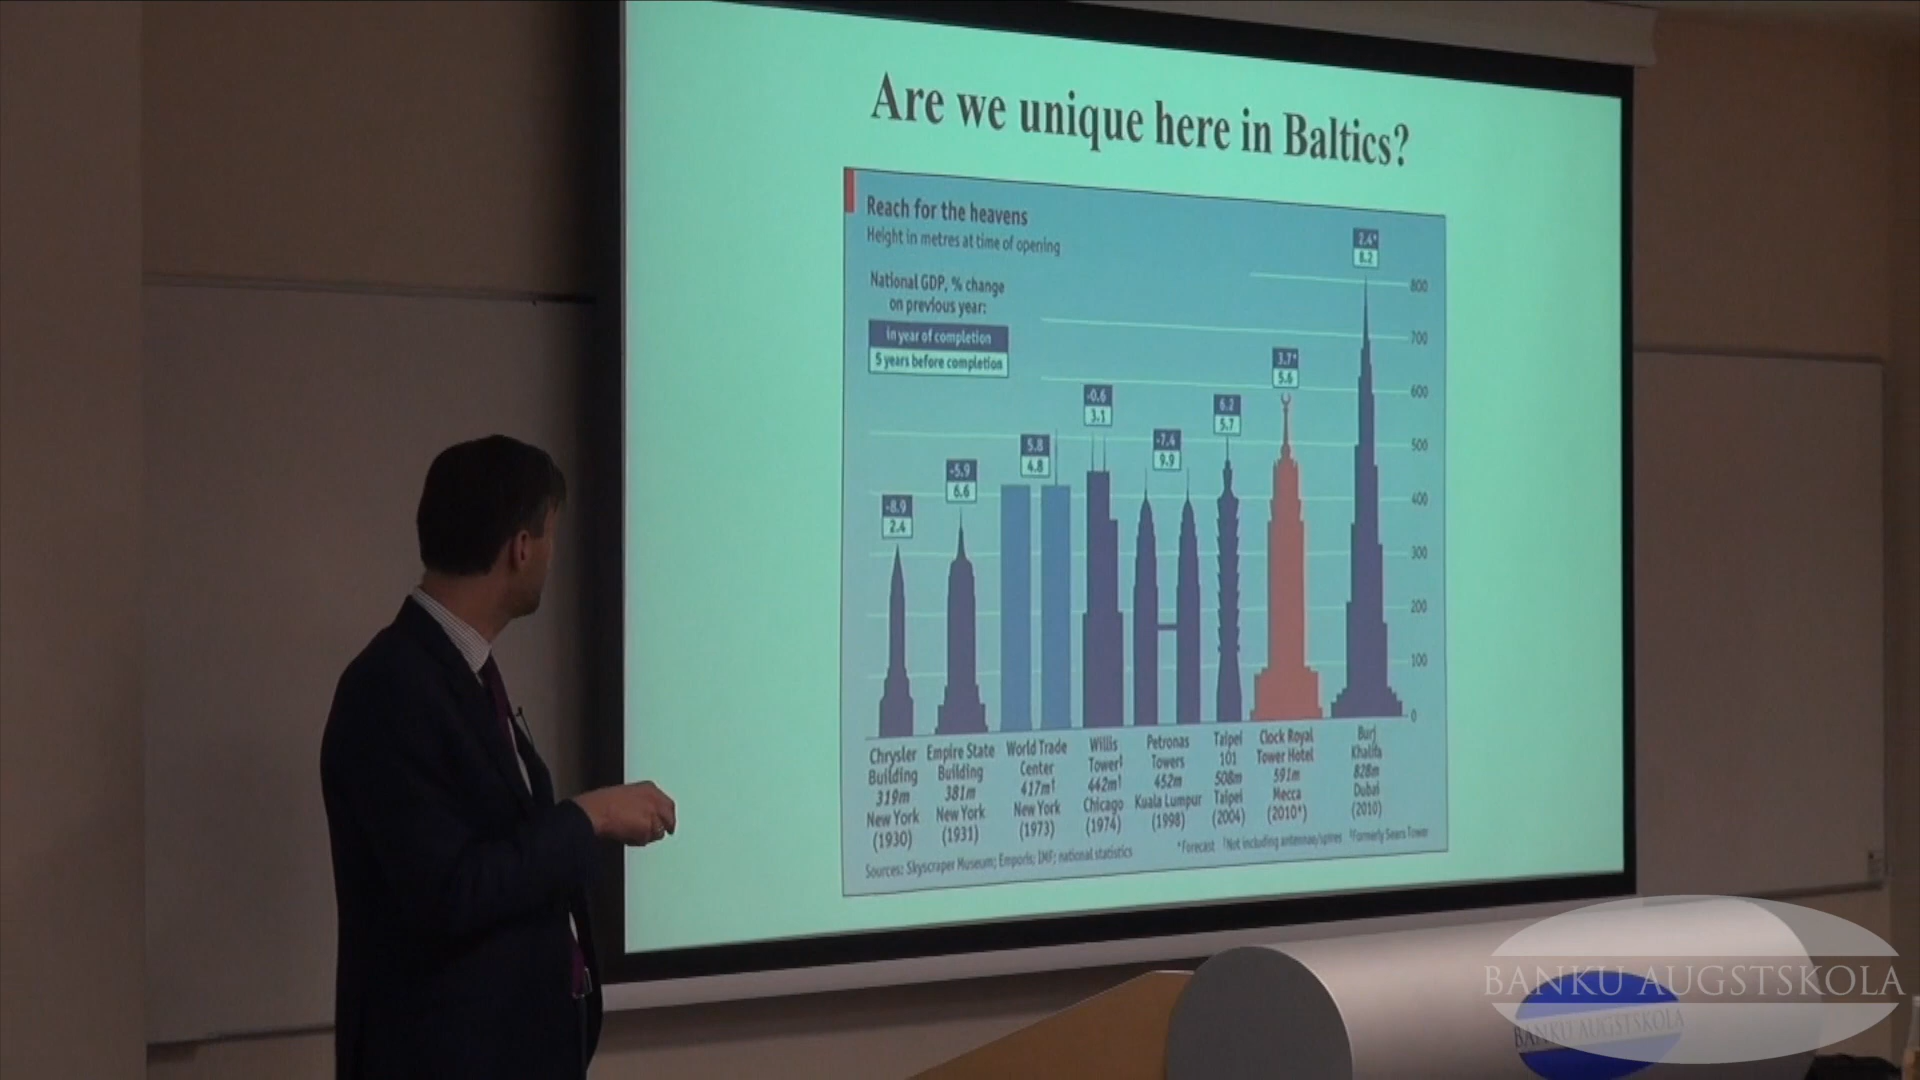 Are we unique here in Baltics?
Reach for the heavens
Height in metres at time of opening
National GDP, % change
on previous year:
in year of completion
5 years before completion
-8.9
2.4
-5.9
6.6
5.8
4.8
-0.6
3.1
-7.4
9.9
6.2
5.7
3.7*
5.6
2.4*
8.2
800
700
600
500
400
300
200
100
0
Chrysler
Building
319m
New York
(1930)
Empire State
Building
381m
New York
(1931)
World Trade
Center
417m†
New York
(1973)
Willis
Tower‡
442m†
Chicago
(1974)
Petronas
Towers
452m
Kuala Lumpur
(1998)
Taipei
101
508m
Taipei
(2004)
Clock Royal
Tower Hotel
591m
Mecca
(2010*)
Burj
Khalifa
828m
Dubai
(2010)
Sources: Skyscraper Museum; Emporis; IMF; national statistics
*Forecast †Not including antennae/spires ‡Formerly Sears Tower
BANKU AUGSTSKOLA
BANKU AUGSTSKOLA